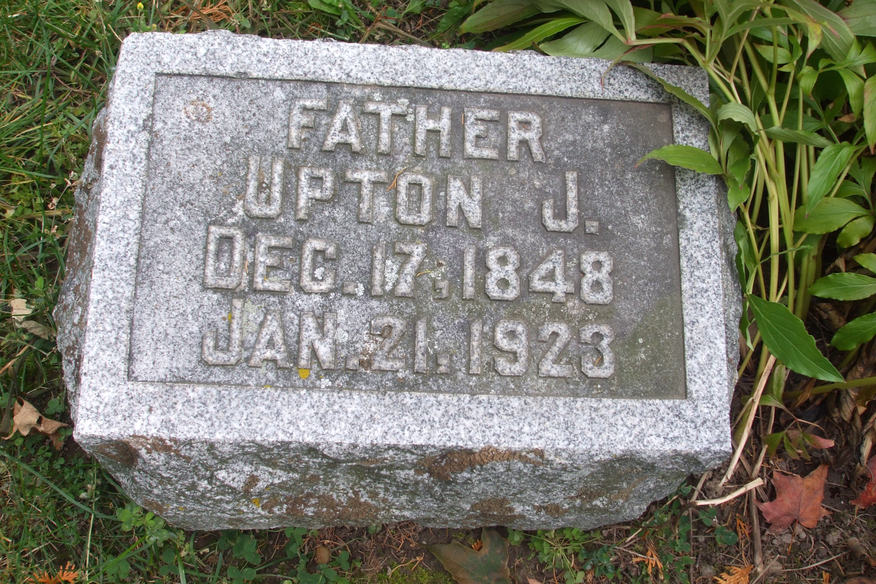 FATHER
UPTON J.
DEC. 17, 1848
JAN. 21. 1923